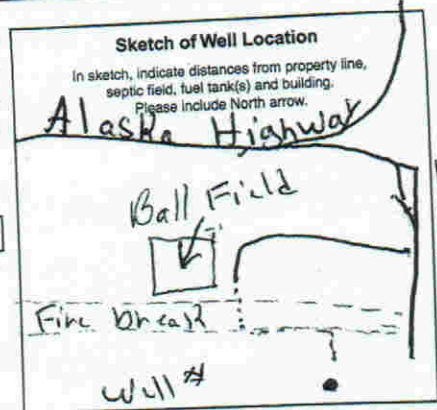 Sketch of Well Location
In sketch, indicate distances from property line,
septic field, fuel tank(s) and building.
Please include North arrow.
Alaska Highway
Ball Field
Fire break
Well #